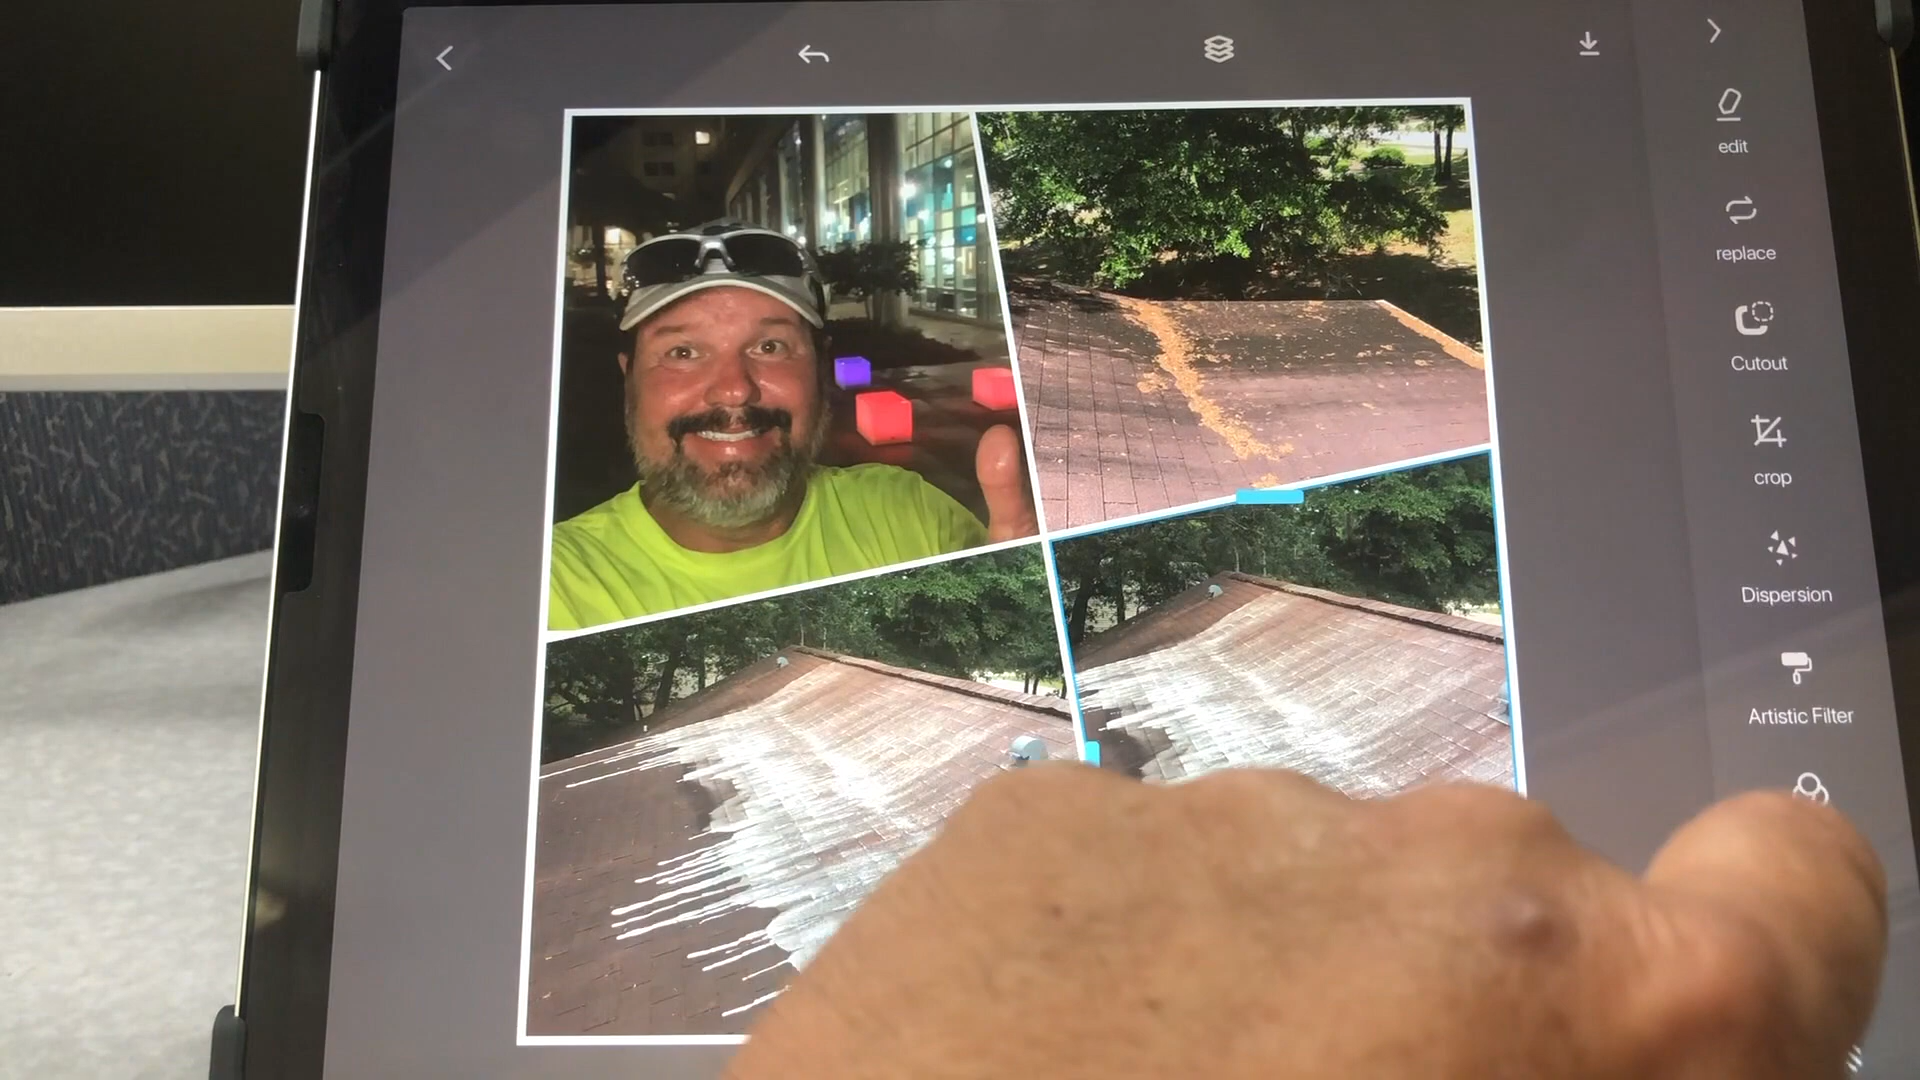 edit
replace
Cutout
crop
Dispersion
Artistic Filter